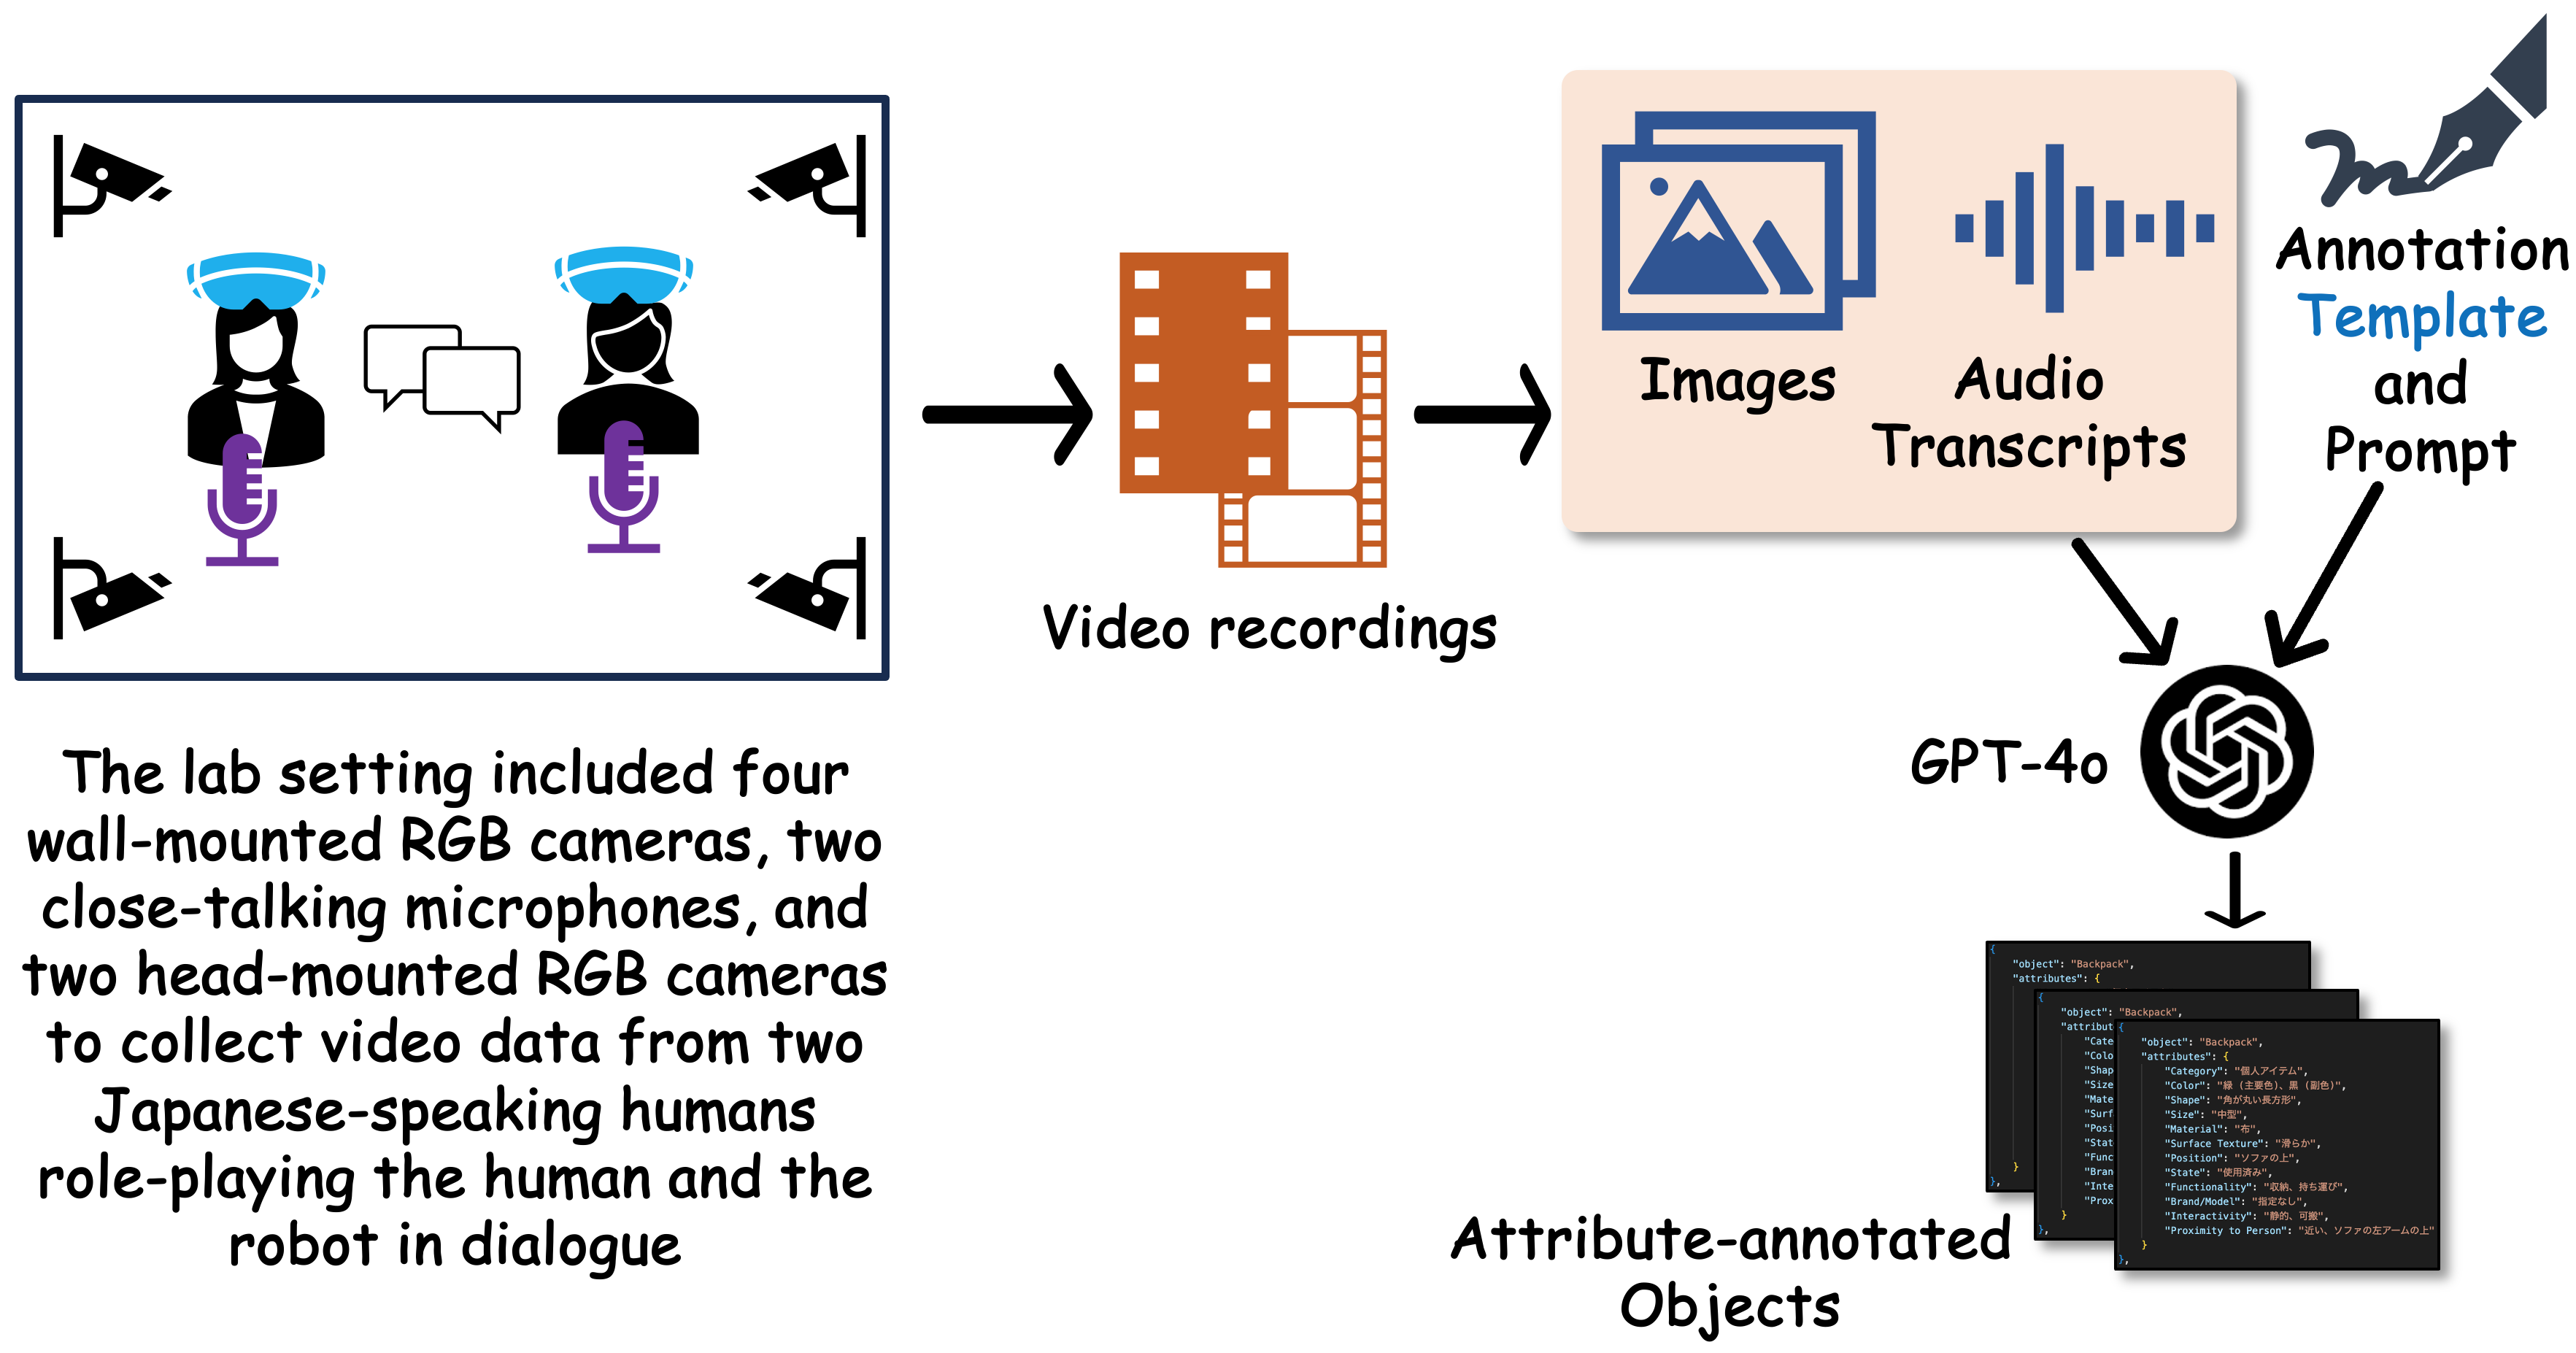 The lab setting included four
wall-mounted RGB cameras, two
close-talking microphones, and
two head-mounted RGB cameras
to collect video data from two
Japanese-speaking humans
role-playing the human and the
robot in dialogue
Video recordings
Images
Audio
Transcripts
Annotation
Template
and
Prompt
GPT-4o
{
"object": "Backpack",
"attributes": {
}
},
{
"object": "Backpack",
"attribut
"Cate
"Colo
"Shap
"Size
"Mate
"Surf
"Posi
"Stat
"Func
"Bran
"Inte
"Prox
}
},
{
"object": "Backpack",
"attributes": {
"Category": "個人アイテム",
"Color": "緑 (主要色)、黒 (副色)",
"Shape": "角が丸い長方形",
"Size": "中型",
"Material": "布",
"Surface Texture": "滑らか",
"Position": "ソファの上",
"State": "使用済み",
"Functionality": "収納、持ち運び",
"Brand/Model": "指定なし",
"Interactivity": "静的、可搬",
"Proximity to Person": "近い、ソファの左アームの上"
}
},
Attribute-annotated
Objects